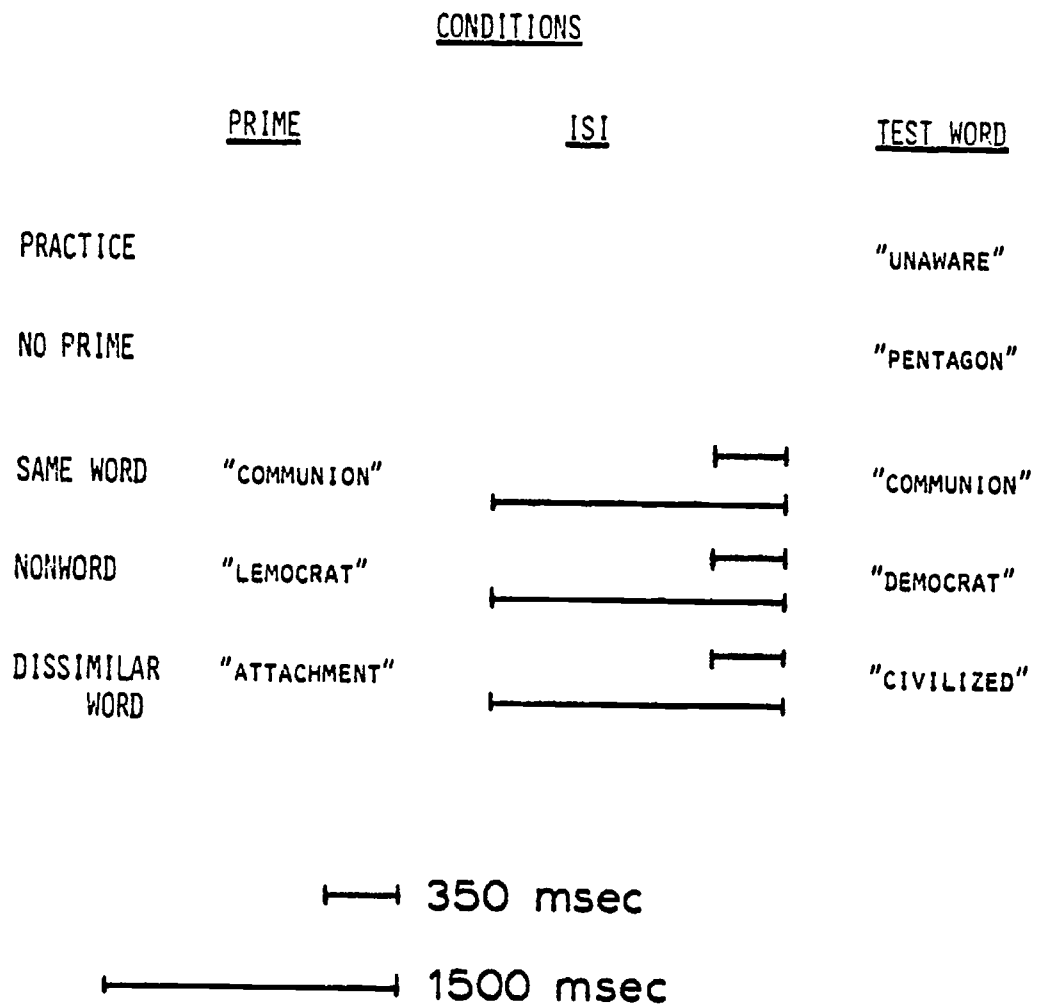 CONDITIONS
PRIME ISI TEST WORD
PRACTICE "UNAWARE"
NO PRIME "PENTAGON"
SAME WORD "COMMUNION" "COMMUNION"
NONWORD "LEMOCRAT" "DEMOCRAT"
DISSIMILAR "ATTACHMENT" "CIVILIZED"
WORD
350 msec
1500 msec